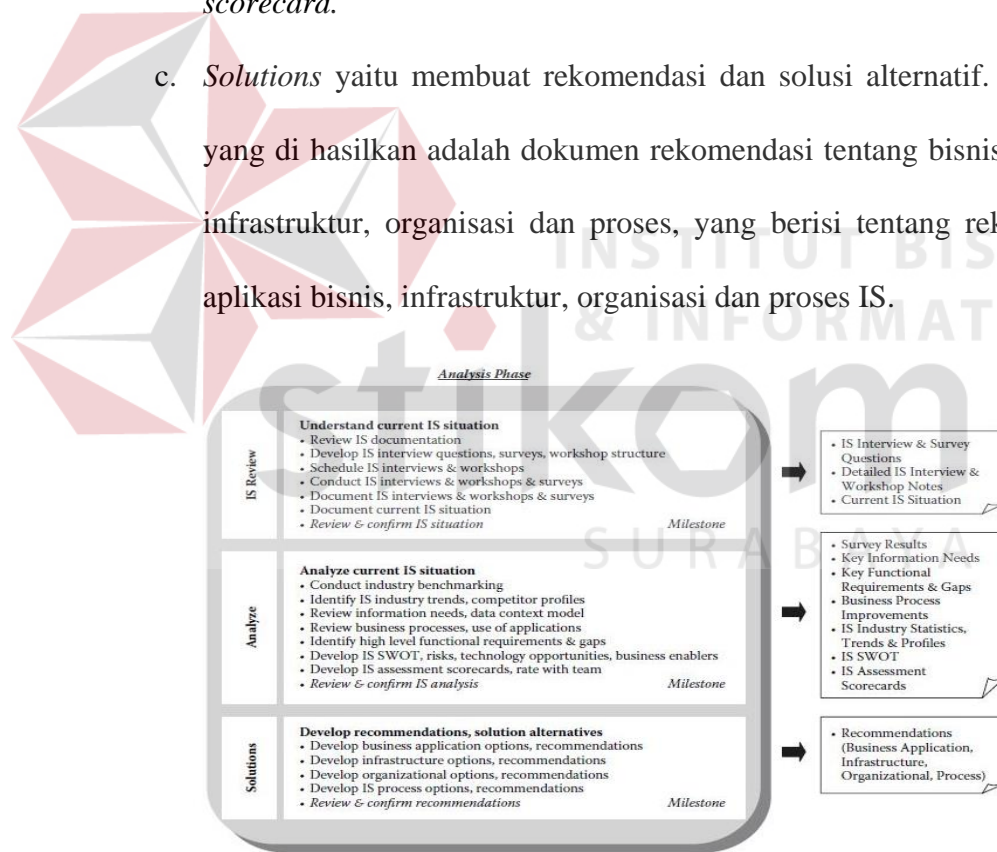 scorecard.
c. Solutions yaitu membuat rekomendasi dan solusi alternatif.
yang di hasilkan adalah dokumen rekomendasi tentang bisnis
infrastruktur, organisasi dan proses, yang berisi tentang rek
aplikasi bisnis, infrastruktur, organisasi dan proses IS.
INSTITUT BIS
& INFORMAT
stikom
SURABAYA
Analysis Phase
IS Review
Understand current IS situation
• Review IS documentation
• Develop IS interview questions, surveys, workshop structure
• Schedule IS interviews & workshops
• Conduct IS interviews & workshops & surveys
• Document IS interviews & workshops & surveys
• Document current IS situation
• Review & confirm IS situation Milestone
• IS Interview & Survey
Questions
• Detailed IS Interview &
Workshop Notes
• Current IS Situation
Analyze
Analyze current IS situation
• Conduct industry benchmarking
• Identify IS industry trends, competitor profiles
• Review information needs, data context model
• Review business processes, use of applications
• Identify high level functional requirements & gaps
• Develop IS SWOT, risks, technology opportunities, business enablers
• Develop IS assessment scorecards, rate with team
• Review & confirm IS analysis Milestone
• Survey Results
• Key Information Needs
• Key Functional
Requirements & Gaps
• Business Process
Improvements
• IS Industry Statistics,
Trends & Profiles
• IS SWOT
• IS Assessment
Scorecards
Solutions
Develop recommendations, solution alternatives
• Develop business application options, recommendations
• Develop infrastructure options, recommendations
• Develop organizational options, recommendations
• Develop IS process options, recommendations
• Review & confirm recommendations Milestone
• Recommendations
(Business Application,
Infrastructure,
Organizational, Process)